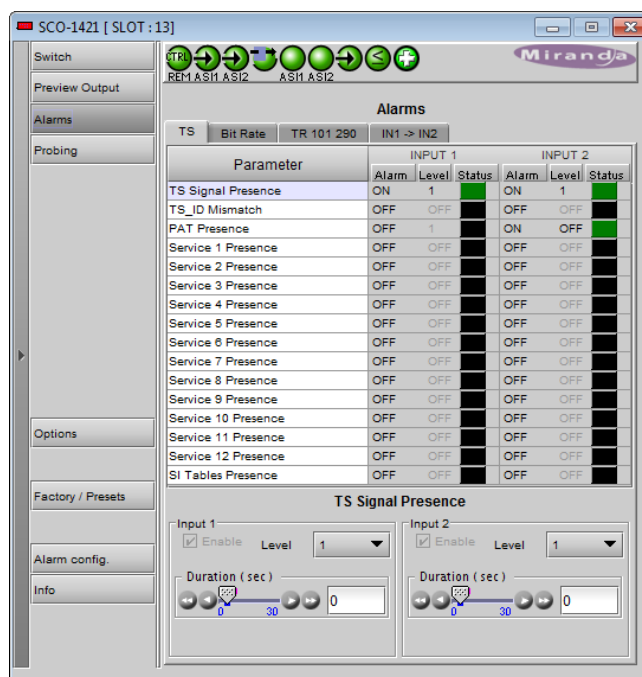 SCO-1421 [ SLOT : 13]
Switch
Preview Output
Alarms
Probing
Options
Factory / Presets
Alarm config.
Info
CTRL
REM ASI1 ASI2 ASI1 ASI2
Miranda
Alarms
TS Bit Rate TR 101 290 IN1 -> IN2
Parameter INPUT 1 INPUT 2
Alarm Level Status Alarm Level Status
TS Signal Presence ON 1 ON 1
TS_ID Mismatch OFF OFF OFF OFF
PAT Presence OFF 1 ON OFF
Service 1 Presence OFF OFF OFF OFF
Service 2 Presence OFF OFF OFF OFF
Service 3 Presence OFF OFF OFF OFF
Service 4 Presence OFF OFF OFF OFF
Service 5 Presence OFF OFF OFF OFF
Service 6 Presence OFF OFF OFF OFF
Service 7 Presence OFF OFF OFF OFF
Service 8 Presence OFF OFF OFF OFF
Service 9 Presence OFF OFF OFF OFF
Service 10 Presence OFF OFF OFF OFF
Service 11 Presence OFF OFF OFF OFF
Service 12 Presence OFF OFF OFF OFF
SI Tables Presence OFF OFF OFF OFF
TS Signal Presence
Input 1
Enable Level 1
Duration ( sec )
0 30 0
Input 2
Enable Level 1
Duration ( sec )
0 30 0